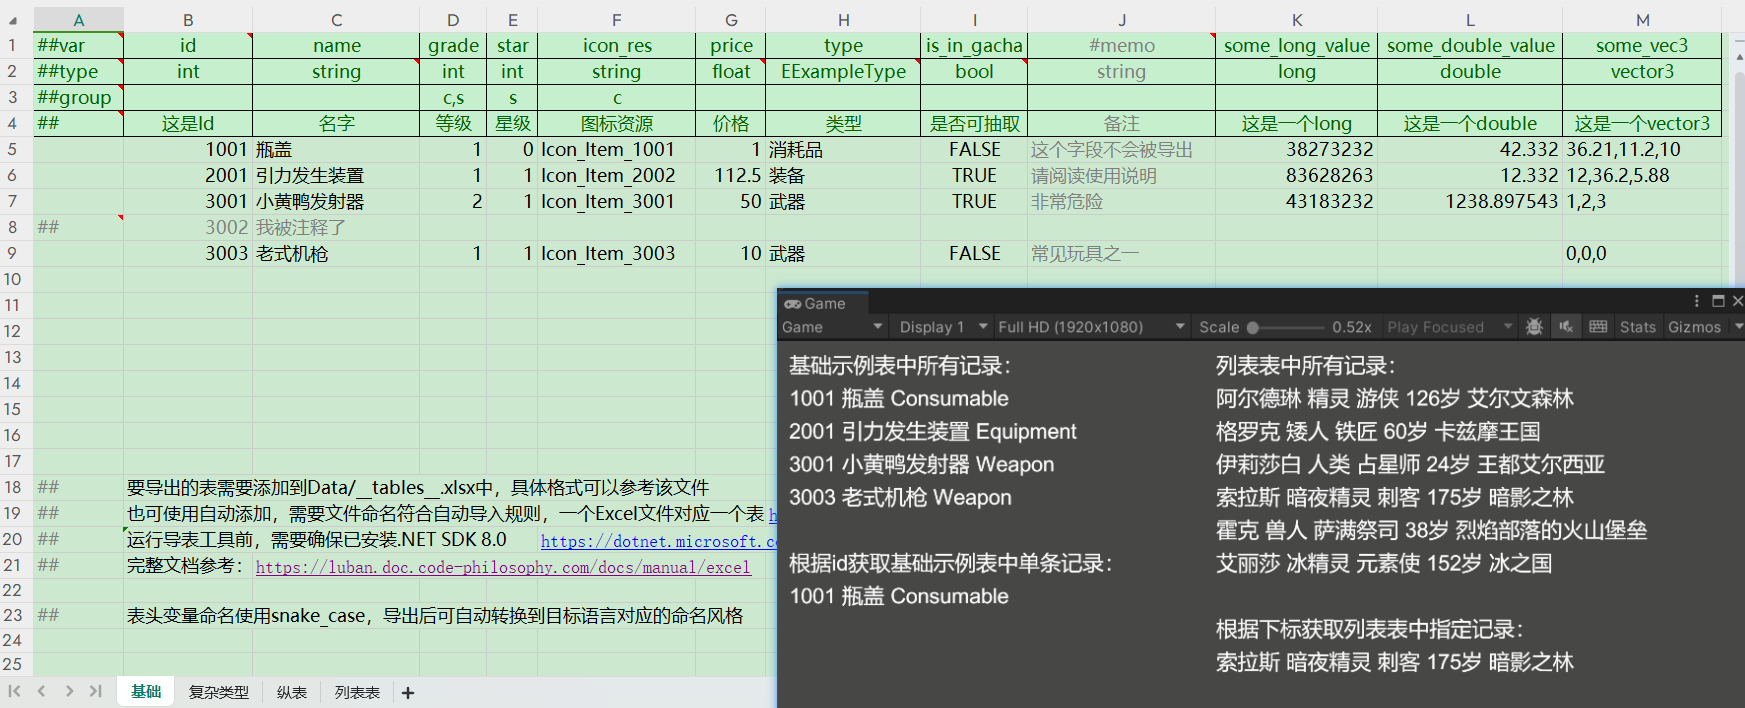 A B C D E F G H I J K L M
1 ##var id name grade star icon_res price type is_in_gacha #memo some_long_value some_double_value some_vec3
2 ##type int string int int string float EExampleType bool string long double vector3
3 ##group c,s s c
4 ## 这是Id 名字 等级 星级 图标资源 价格 类型 是否可抽取 备注 这是一个long 这是一个double 这是一个vector3
5 1001 瓶盖 1 0 Icon_Item_1001 1 消耗品 FALSE 这个字段不会被导出 38273232 42.332 36.21,11.2,10
6 2001 引力发生装置 1 1 Icon_Item_2002 112.5 装备 TRUE 请阅读使用说明 83628263 12.332 12,36.2,5.88
7 3001 小黄鸭发射器 2 1 Icon_Item_3001 50 武器 TRUE 非常危险 43183232 1238.897543 1,2,3
8 ## 3002 我被注释了
9 3003 老式机枪 1 1 Icon_Item_3003 10 武器 FALSE 常见玩具之一 0,0,0
10
11
12
13
14
15
16
17
18 ## 要导出的表需要添加到Data/__tables__.xlsx中，具体格式可以参考该文件
19 ## 也可使用自动添加，需要文件命名符合自动导入规则，一个Excel文件对应一个表 h
20 ## 运行导表工具前，需要确保已安装.NET SDK 8.0 https://dotnet.microsoft.c
21 ## 完整文档参考：https://luban.doc.code-philosophy.com/docs/manual/excel
22
23 ## 表头变量命名使用snake_case，导出后可自动转换到目标语言对应的命名风格
24
25
基础 复杂类型 纵表 列表表 +
Game
Game Display 1 Full HD (1920x1080) Scale 0.52x Play Focused Stats Gizmos
基础示例表中所有记录：
1001 瓶盖 Consumable
2001 引力发生装置 Equipment
3001 小黄鸭发射器 Weapon
3003 老式机枪 Weapon
根据id获取基础示例表中单条记录：
1001 瓶盖 Consumable
列表表中所有记录：
阿尔德琳 精灵 游侠 126岁 艾尔文森林
格罗克 矮人 铁匠 60岁 卡兹摩王国
伊莉莎白 人类 占星师 24岁 王都艾尔西亚
索拉斯 暗夜精灵 刺客 175岁 暗影之林
霍克 兽人 萨满祭司 38岁 烈焰部落的火山堡垒
艾丽莎 冰精灵 元素使 152岁 冰之国
根据下标获取列表表中指定记录：
索拉斯 暗夜精灵 刺客 175岁 暗影之林